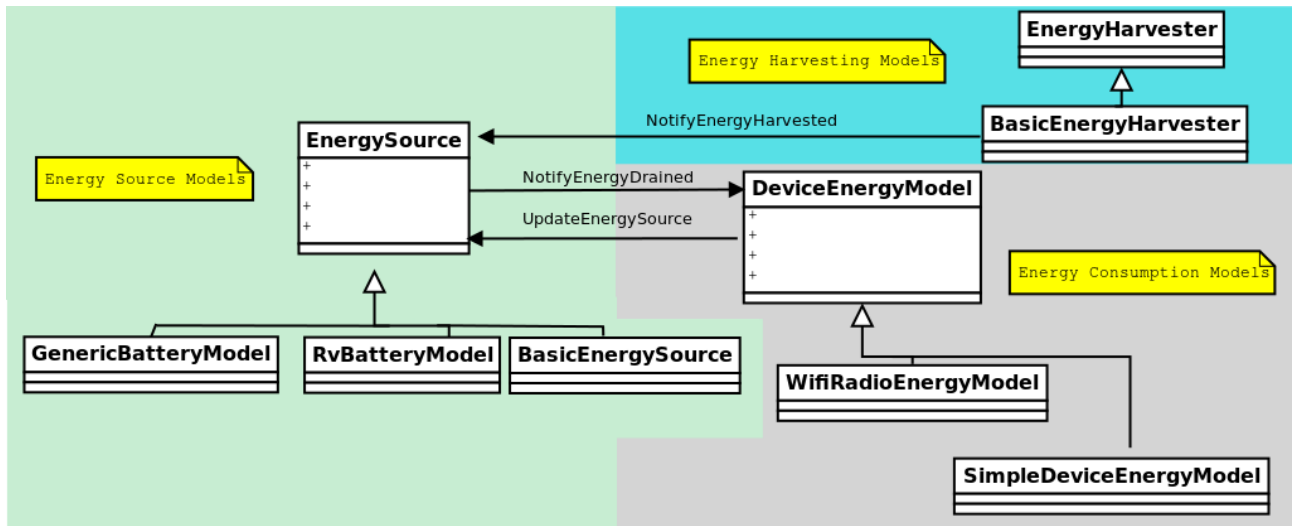 EnergyHarvester
Energy Harvesting Models
NotifyEnergyHarvested
BasicEnergyHarvester
EnergySource
+
+
+
+
Energy Source Models
NotifyEnergyDrained
DeviceEnergyModel
+
+
+
+
UpdateEnergySource
Energy Consumption Models
GenericBatteryModel
RvBatteryModel
BasicEnergySource
WifiRadioEnergyModel
SimpleDeviceEnergyModel